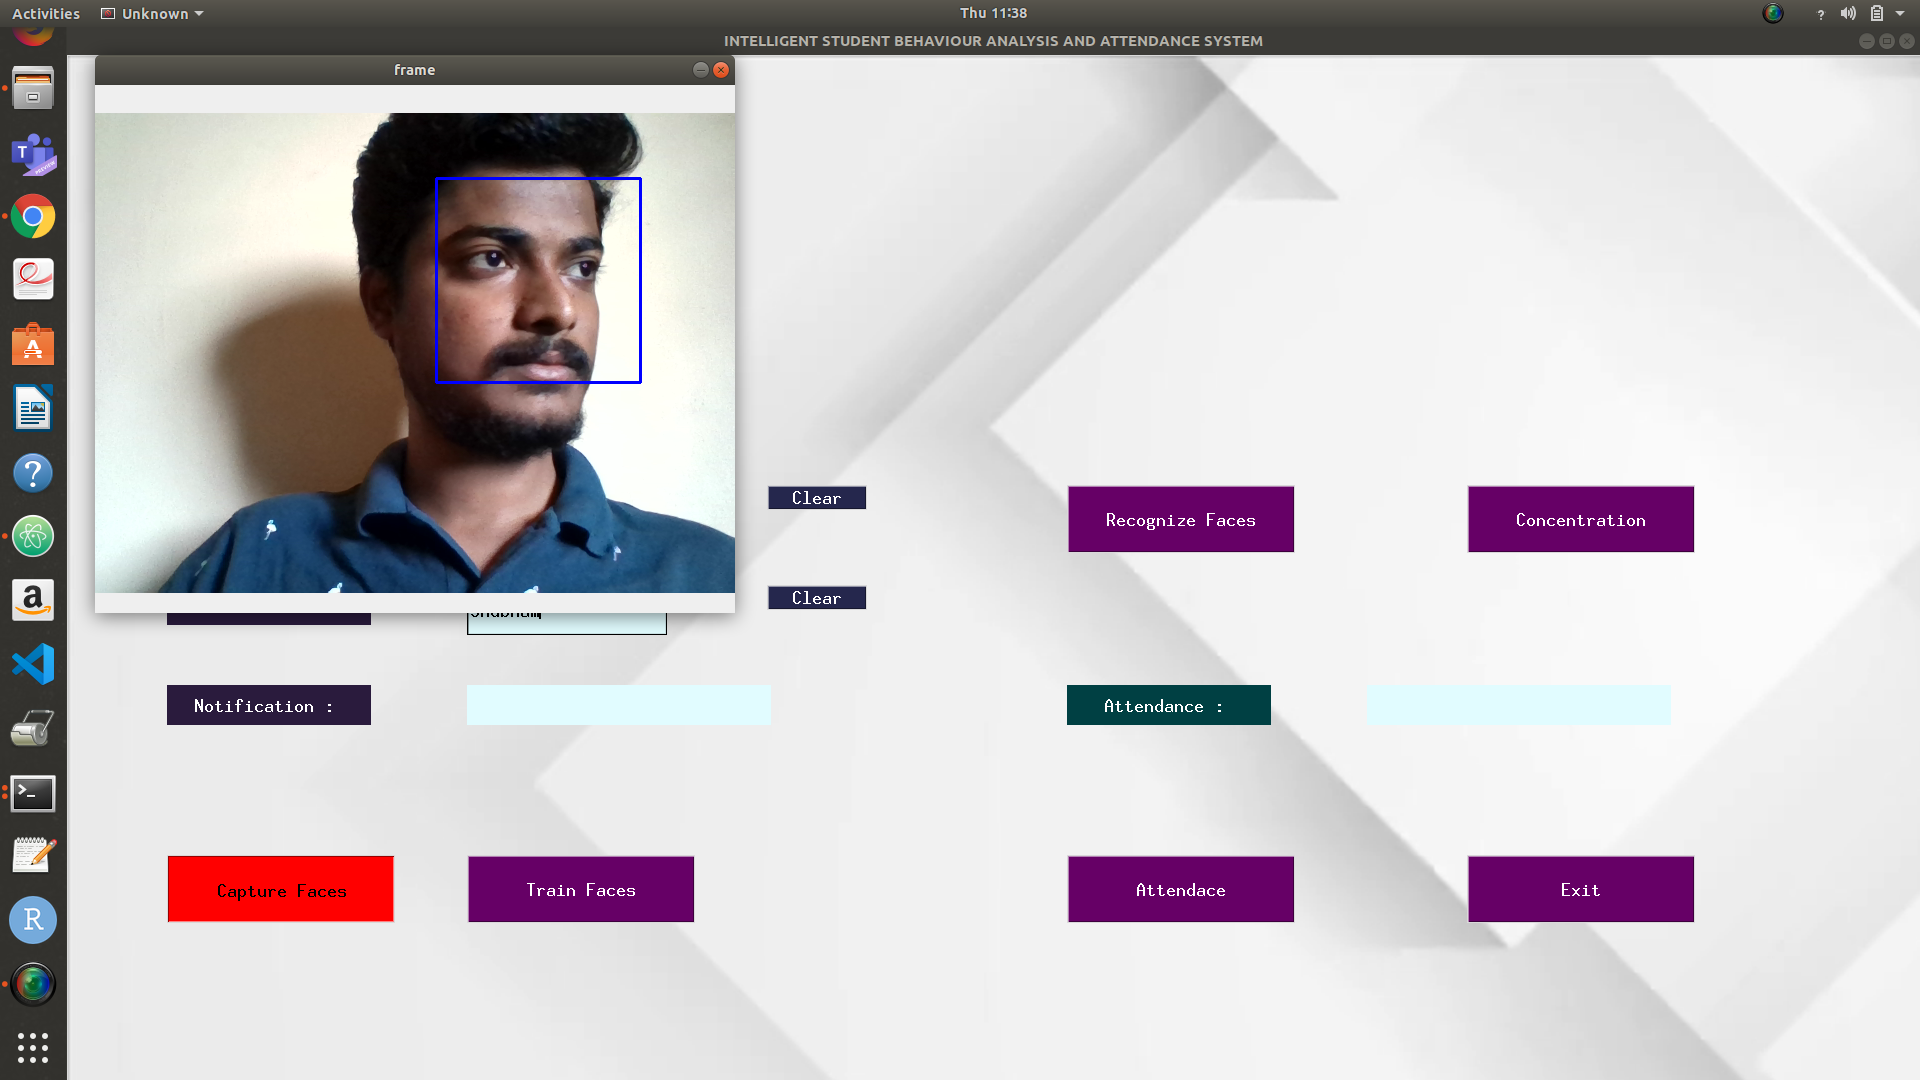 Activities Unknown Thu 11:38 ?
INTELLIGENT STUDENT BEHAVIOUR ANALYSIS AND ATTENDANCE SYSTEM
frame
T
PREVIEW
Clear
Recognize Faces
Concentration
Clear
Notification :
Attendance :
Capture Faces
Train Faces
Attendace
Exit
?
a
>_
R